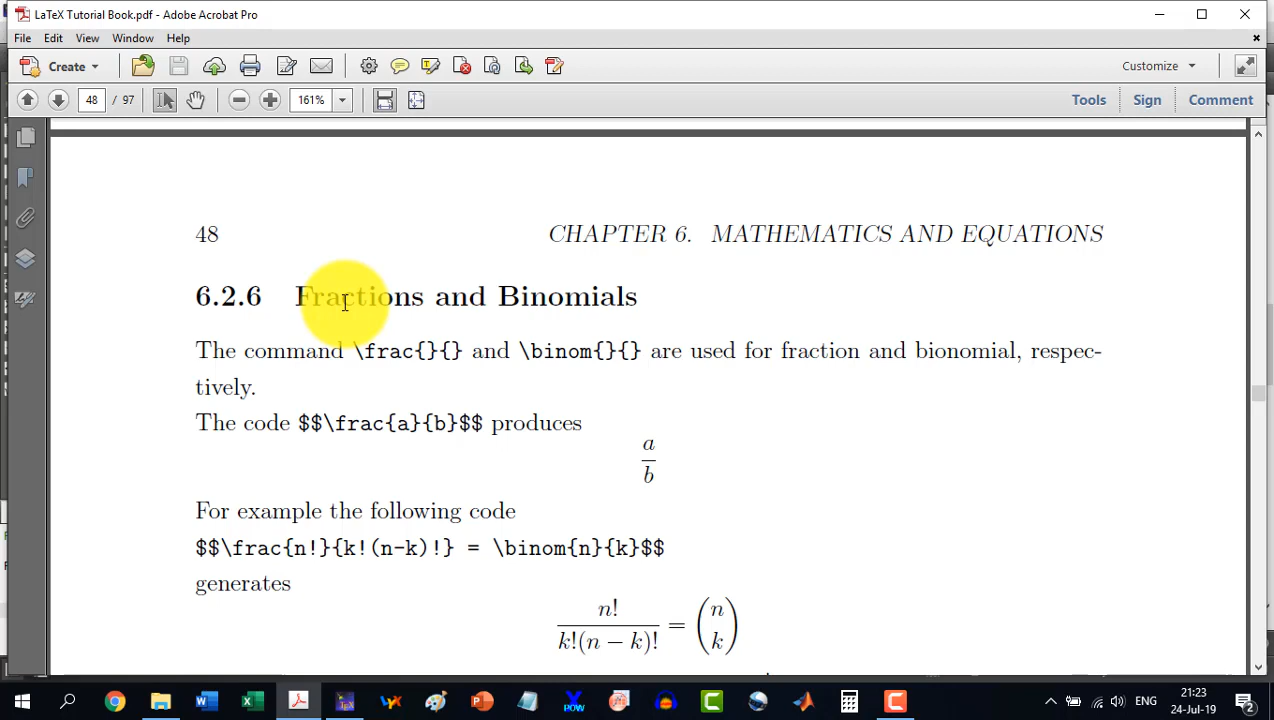 LaTeX Tutorial Book.pdf - Adobe Acrobat Pro
File Edit View Window Help
Create Customize
48 / 97 161% Tools Sign Comment
48 CHAPTER 6. MATHEMATICS AND EQUATIONS
6.2.6 Fractions and Binomials
The command \frac{}{} and \binom{}{} are used for fraction and bionomial, respec-
tively.
The code $$\frac{a}{b}$$ produces
a
b
For example the following code
$$\frac{n!}{k!(n-k)!} = \binom{n}{k}$$
generates
n!
k!(n − k)!
=
(n
k)
ENG 21:23
24-Jul-19 2